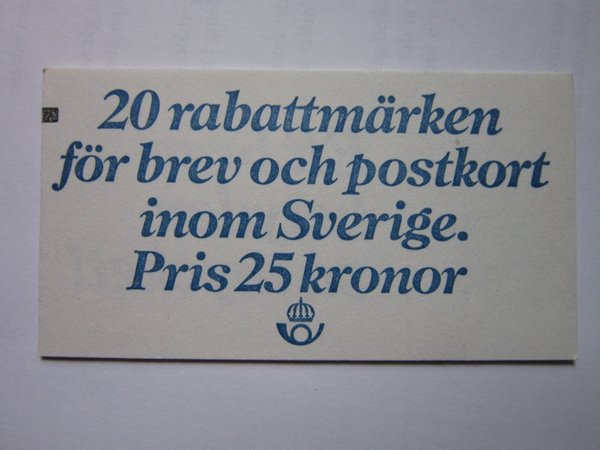 20 rabattmärken
för brev och postkort
inom Sverige.
Pris 25 kronor